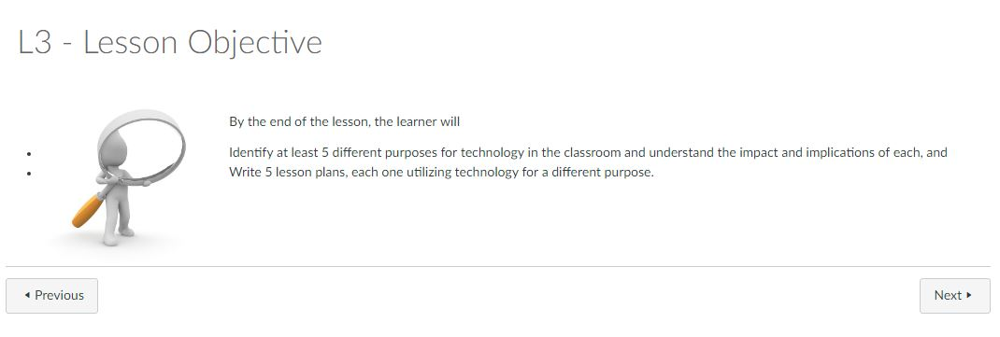 L3 - Lesson Objective
By the end of the lesson, the learner will
• Identify at least 5 different purposes for technology in the classroom and understand the impact and implications of each, and
• Write 5 lesson plans, each one utilizing technology for a different purpose.
◂ Previous
Next ▸